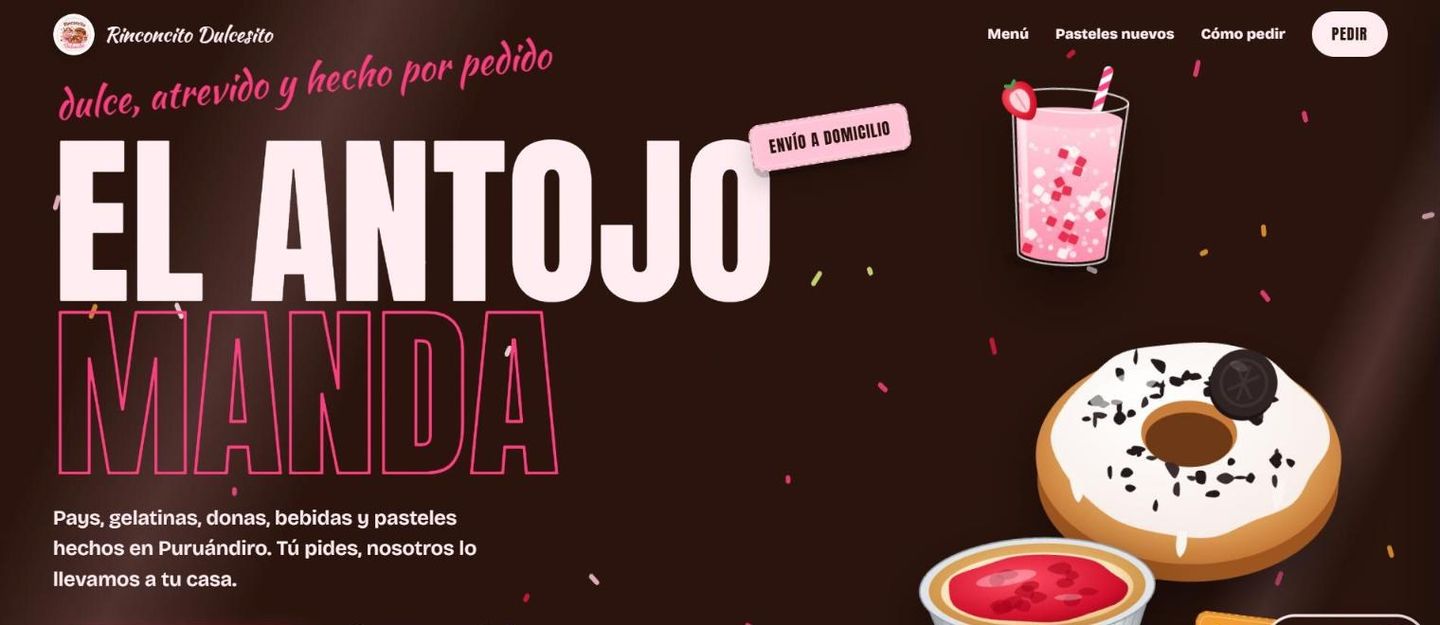 Rinconcito Dulcesito
Menú
Pasteles nuevos
Cómo pedir
PEDIR
dulce, atrevido y hecho por pedido
ENVÍO A DOMICILIO
EL ANTOJO
MANDA
Pays, gelatinas, donas, bebidas y pasteles
hechos en Puruándiro. Tú pides, nosotros lo
llevamos a tu casa.